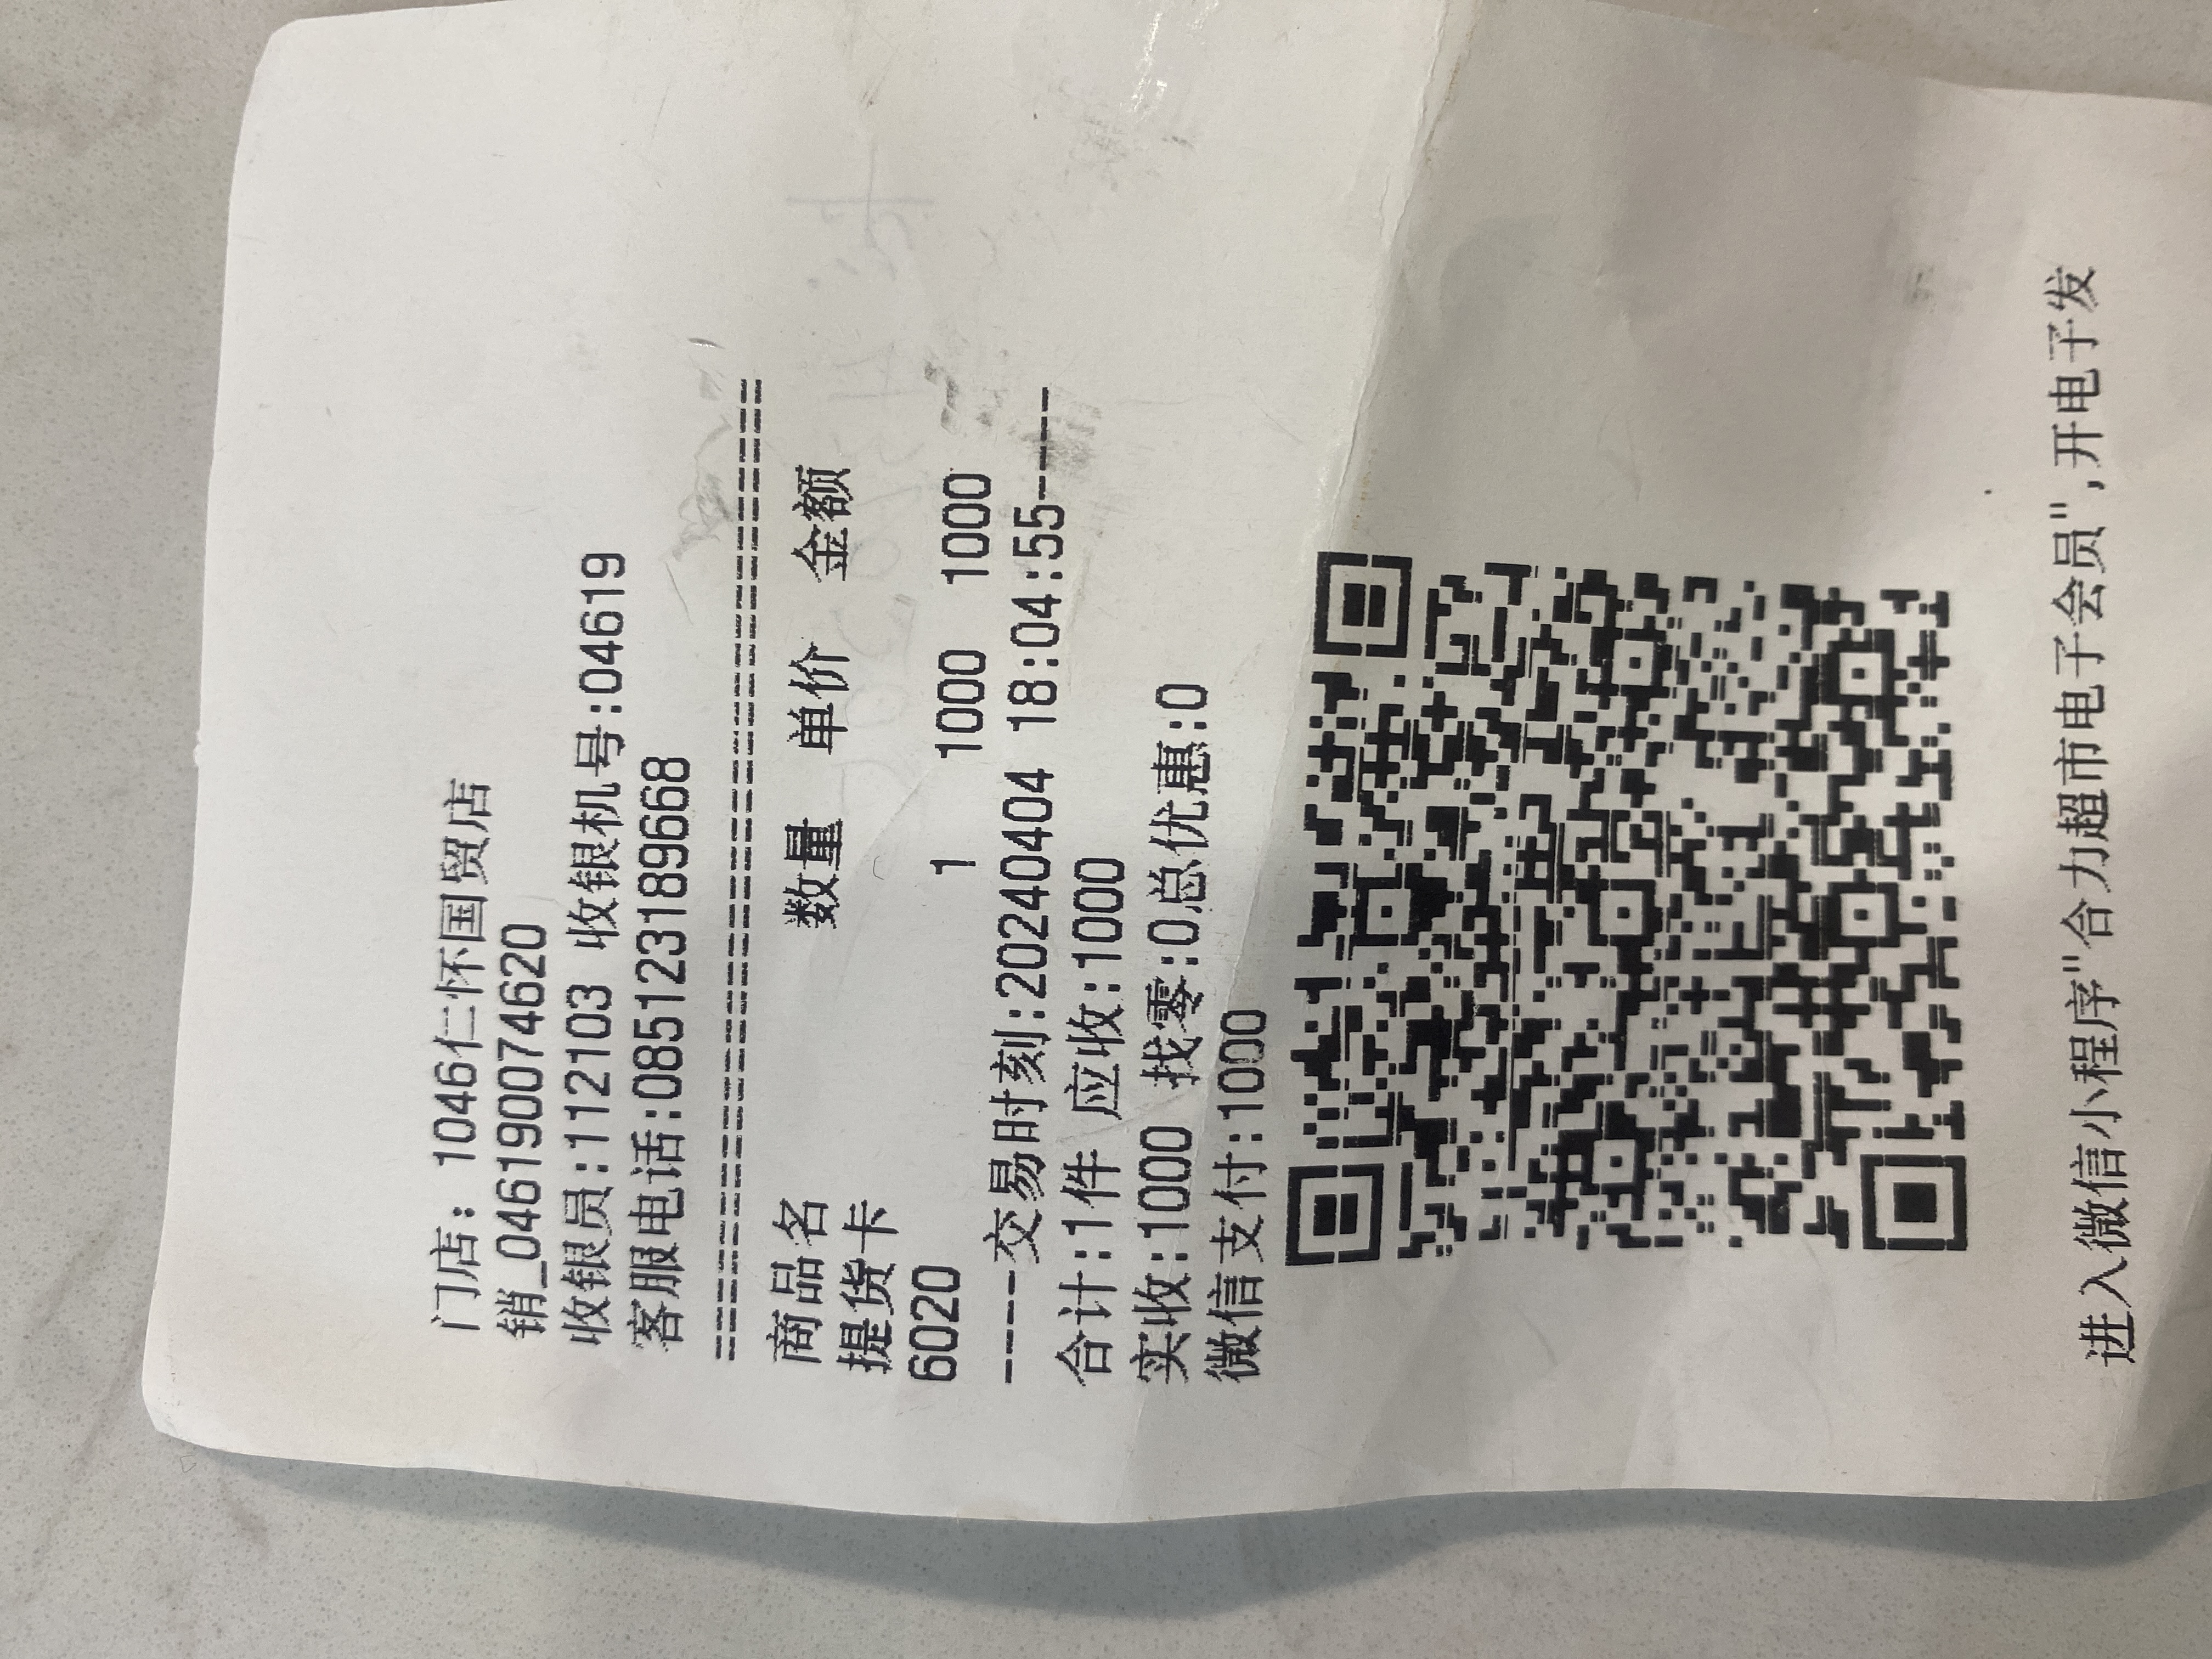 门店: 1046仁怀国贸店
销_046190074620
收银员:112103 收银机号:04619
客服电话:085123189668
==========================================
商品名 数量 单价 金额
提货卡
6020 1 1000 1000
-----交易时刻:20240404 18:04:55-----
合计:1件 应收:1000
实收:1000 找零:0总优惠:0
微信支付:1000
进入微信小程序"合力超市电子会员",开电子发